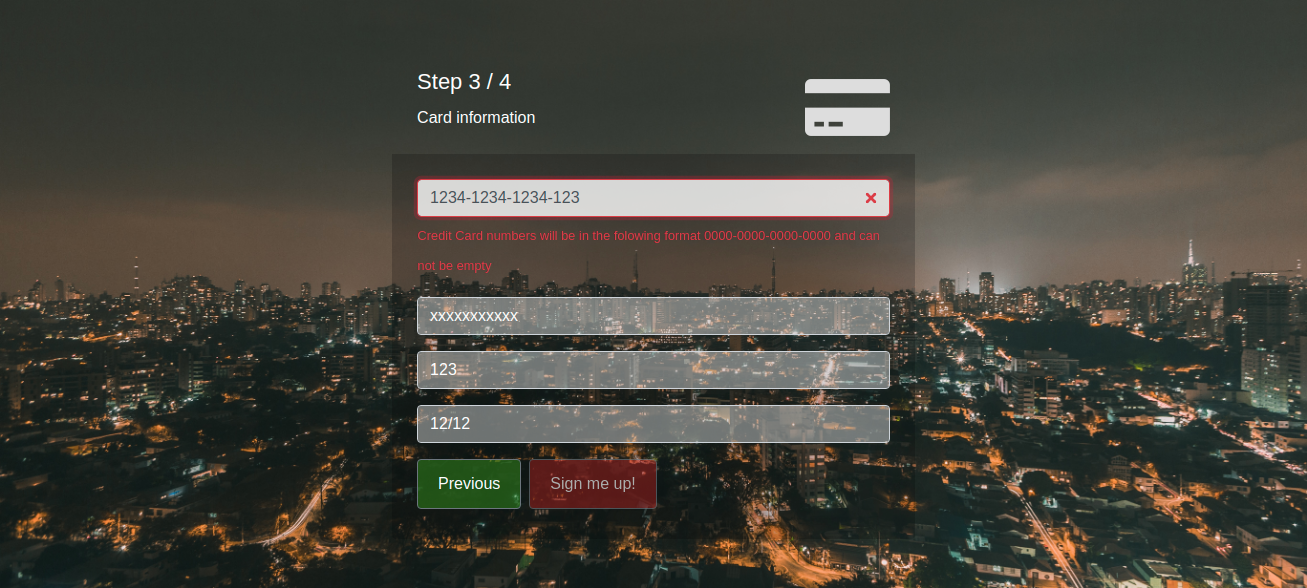 Step 3 / 4
Card information
1234-1234-1234-123
Credit Card numbers will be in the folowing format 0000-0000-0000-0000 and can
not be empty
xxxxxxxxxxx
123
12/12
Previous
Sign me up!